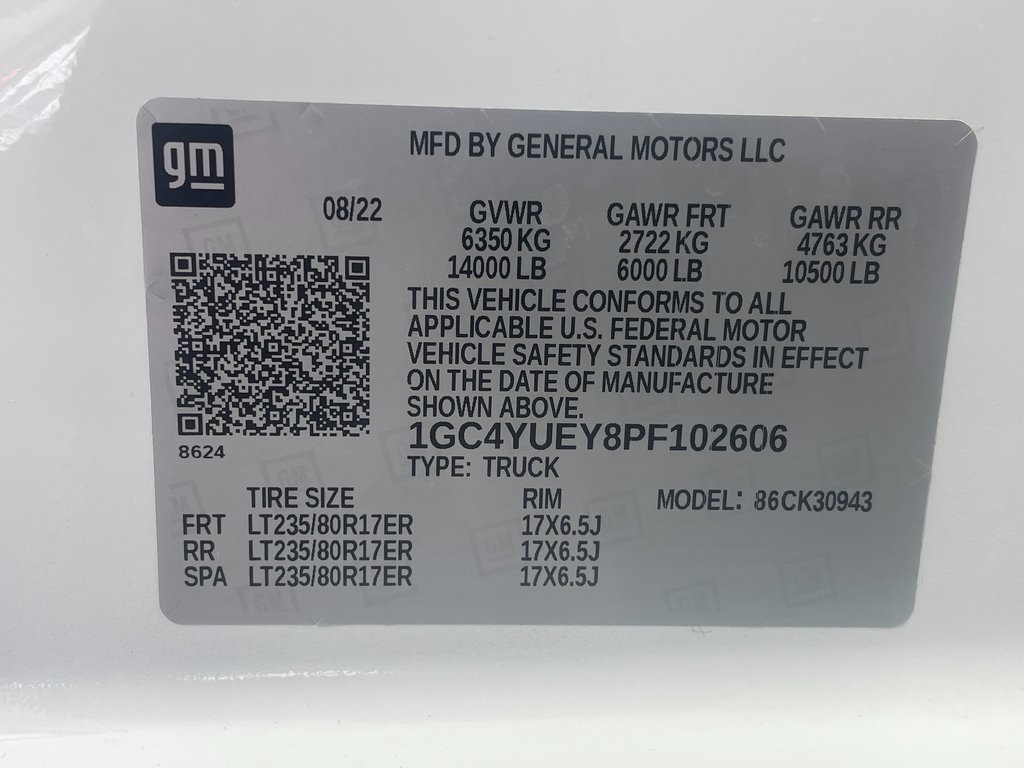 gm
MFD BY GENERAL MOTORS LLC
08/22 GVWR GAWR FRT GAWR RR
6350 KG 2722 KG 4763 KG
14000 LB 6000 LB 10500 LB
THIS VEHICLE CONFORMS TO ALL
APPLICABLE U.S. FEDERAL MOTOR
VEHICLE SAFETY STANDARDS IN EFFECT
ON THE DATE OF MANUFACTURE
SHOWN ABOVE.
1GC4YUEY8PF102606
8624
TYPE: TRUCK
TIRE SIZE RIM MODEL: 86CK30943
FRT LT235/80R17ER 17X6.5J
RR LT235/80R17ER 17X6.5J
SPA LT235/80R17ER 17X6.5J